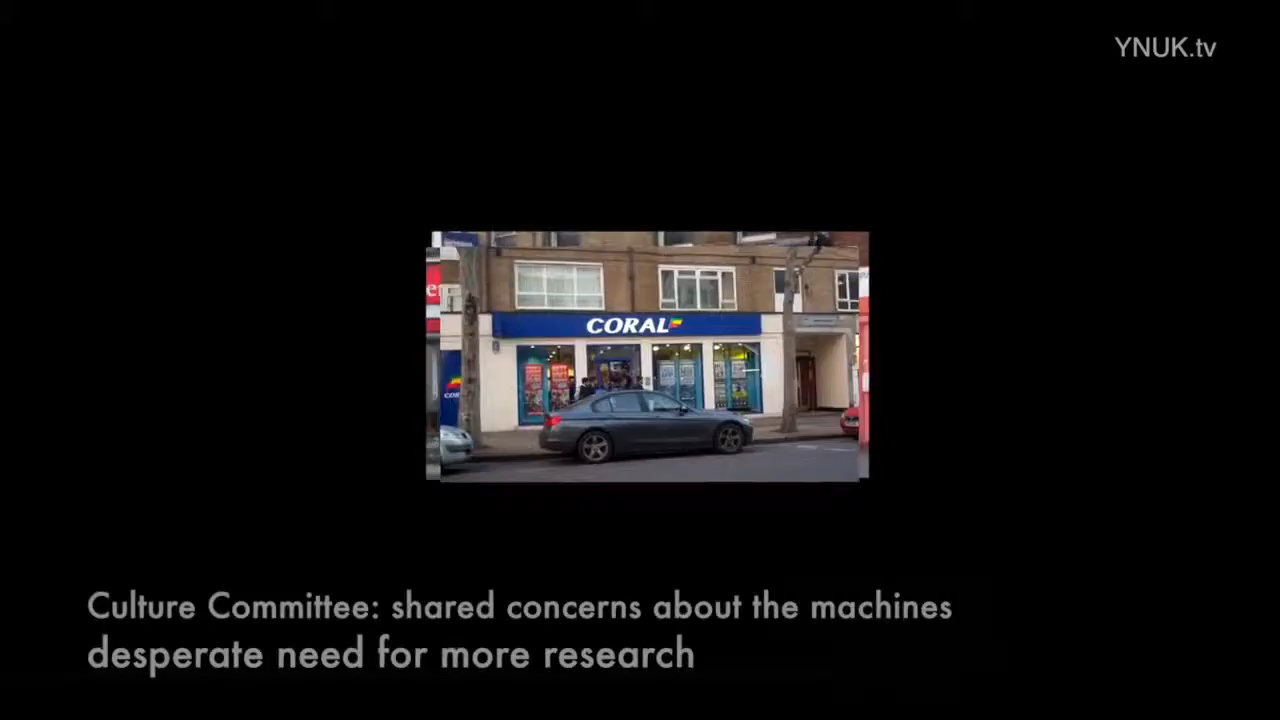 YNUK.tv
CORAL
Culture Committee: shared concerns about the machines
desperate need for more research